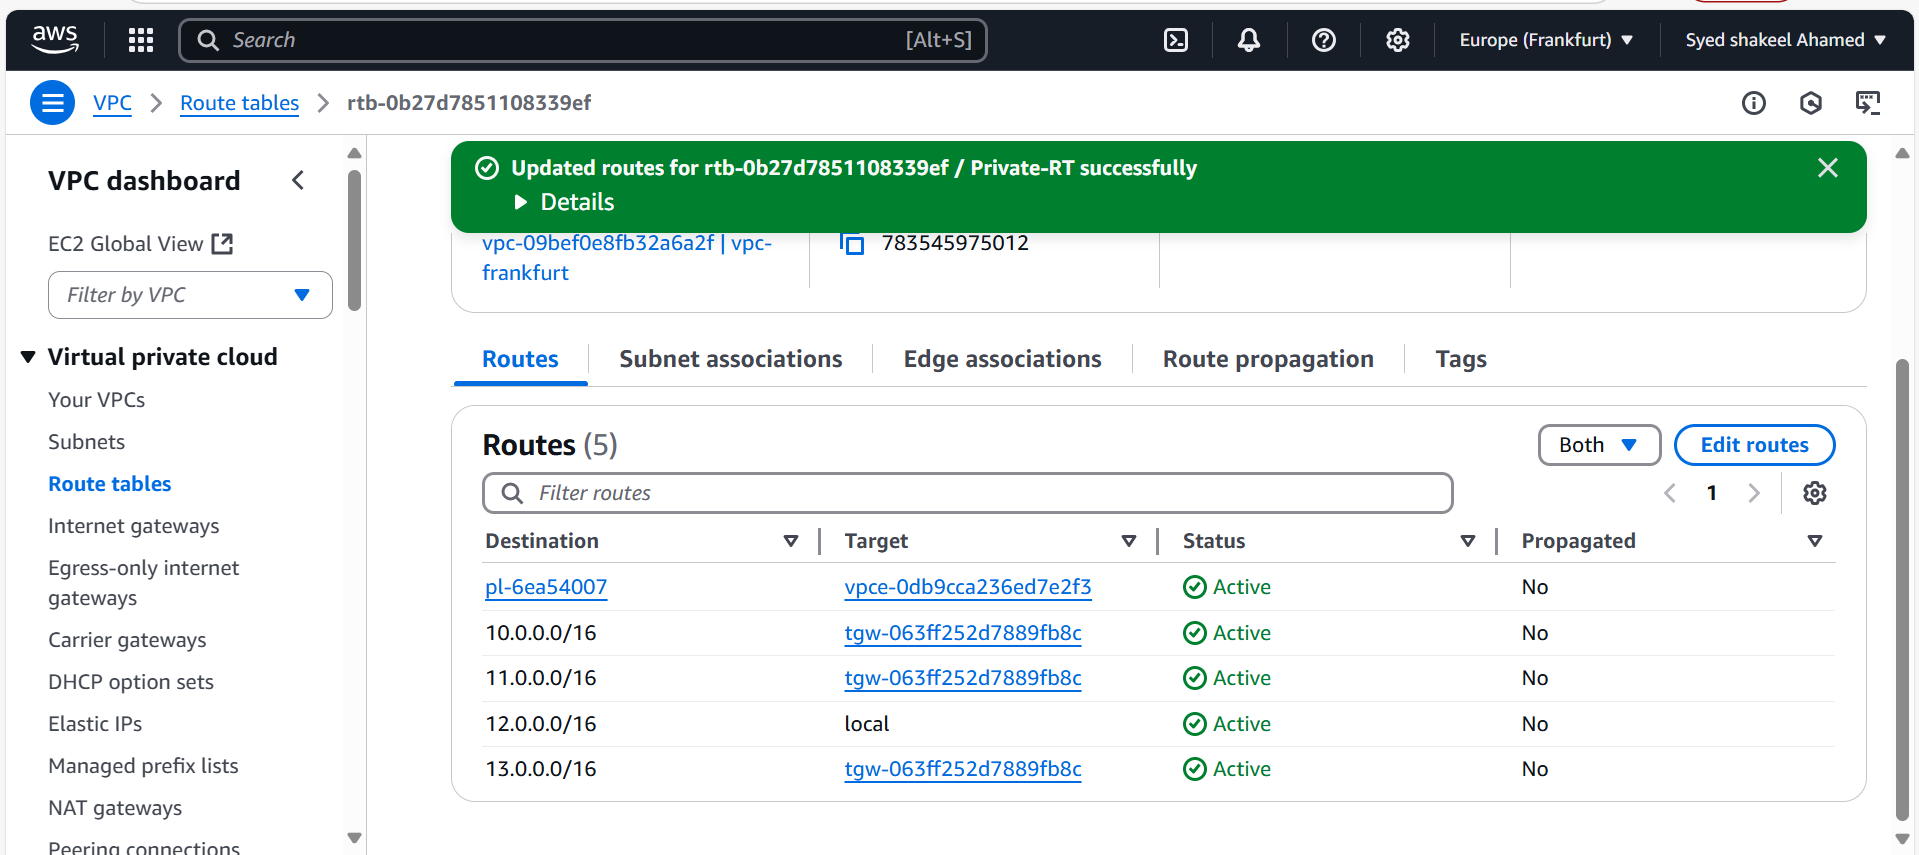 aws
Search
[Alt+S]
Europe (Frankfurt)
Syed shakeel Ahamed
VPC
Route tables
rtb-0b27d7851108339ef
VPC dashboard
EC2 Global View
Filter by VPC
Virtual private cloud
Your VPCs
Subnets
Route tables
Internet gateways
Egress-only internet
gateways
Carrier gateways
DHCP option sets
Elastic IPs
Managed prefix lists
NAT gateways
Peering connections
Updated routes for rtb-0b27d7851108339ef / Private-RT successfully
Details
vpc-09bef0e8fb32a6a2f | vpc-
frankfurt
783545975012
Routes
Subnet associations
Edge associations
Route propagation
Tags
Routes (5)
Both
Edit routes
Filter routes
1
Destination Target Status Propagated
pl-6ea54007 vpce-0db9cca236ed7e2f3 Active No
10.0.0.0/16 tgw-063ff252d7889fb8c Active No
11.0.0.0/16 tgw-063ff252d7889fb8c Active No
12.0.0.0/16 local Active No
13.0.0.0/16 tgw-063ff252d7889fb8c Active No